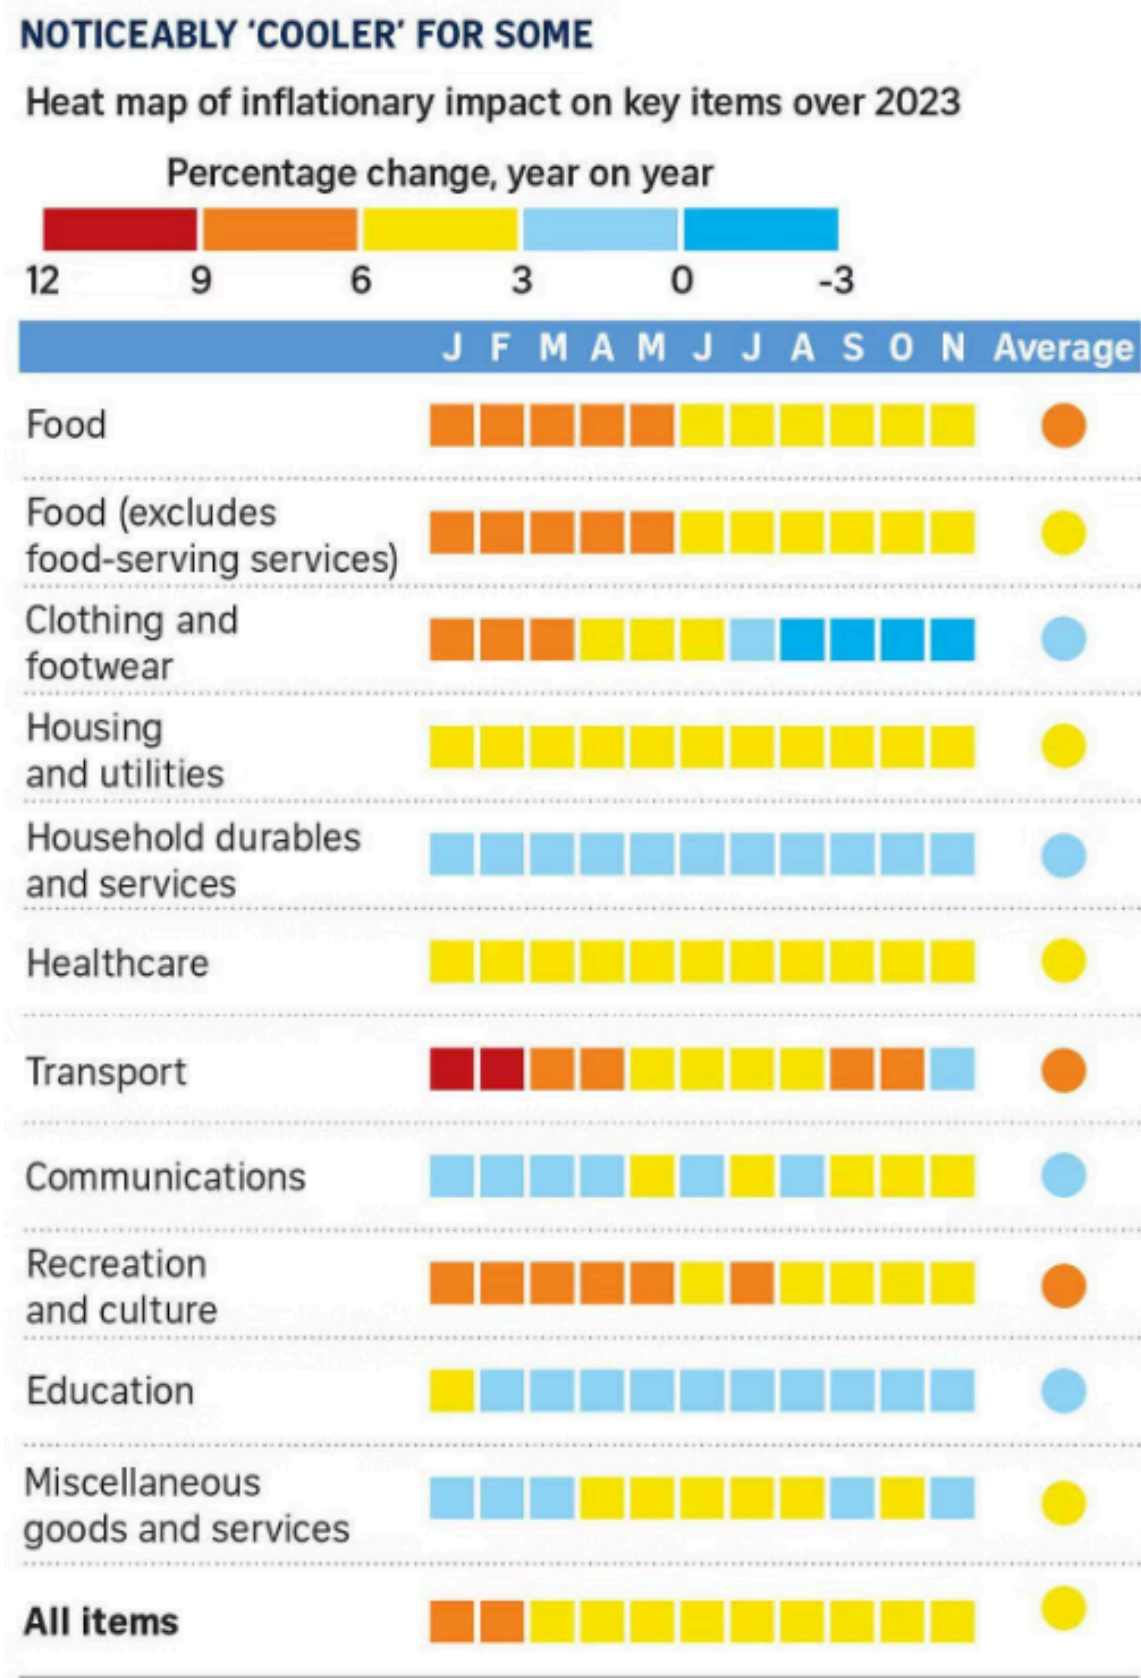 NOTICEABLY ‘COOLER’ FOR SOME
Heat map of inflationary impact on key items over 2023
Percentage change, year on year
12 9 6 3 0 -3
J F M A M J J A S O N Average
Food
Food (excludes
food-serving services)
Clothing and
footwear
Housing
and utilities
Household durables
and services
Healthcare
Transport
Communications
Recreation
and culture
Education
Miscellaneous
goods and services
All items